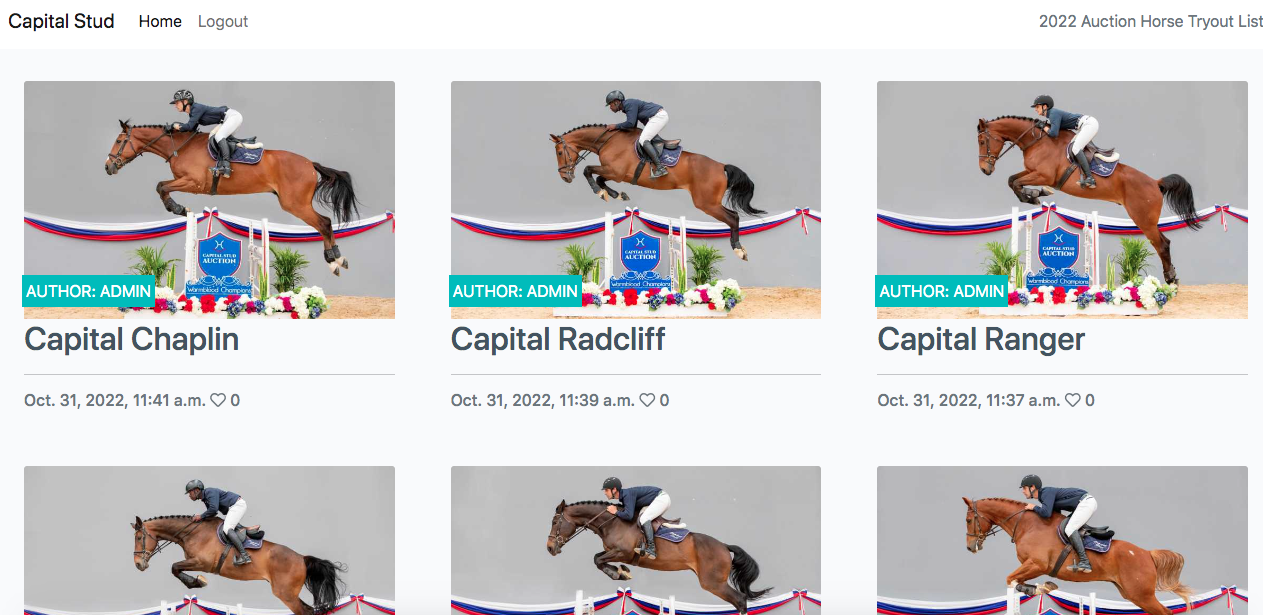 Capital Stud Home Logout 2022 Auction Horse Tryout List
CAPITAL STUD
AUCTION
Warmblood Champions
AUTHOR: ADMIN
Capital Chaplin
Oct. 31, 2022, 11:41 a.m. 0
CAPITAL STUD
AUCTION
Warmblood Champions
AUTHOR: ADMIN
Capital Radcliff
Oct. 31, 2022, 11:39 a.m. 0
CAPITAL STUD
AUCTION
Warmblood Champions
AUTHOR: ADMIN
Capital Ranger
Oct. 31, 2022, 11:37 a.m. 0